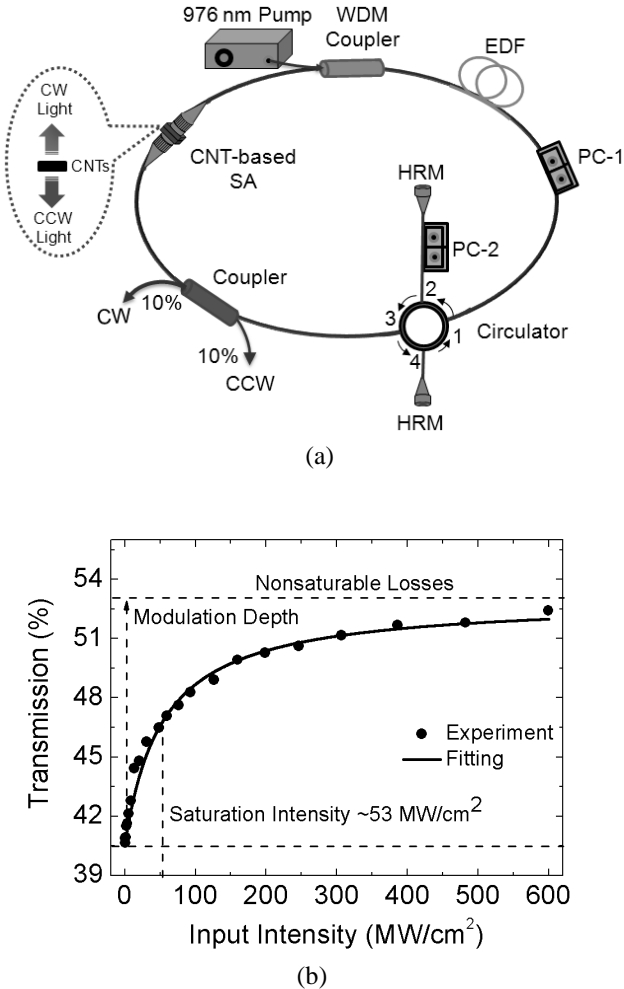 976 nm Pump
WDM
Coupler
EDF
CW
Light
CNTs
CCW
Light
CNT-based
SA
PC-1
HRM
PC-2
Coupler
2
3
1
4
Circulator
10%
CW
10%
CCW
HRM
(a)
Transmission (%)
54
51
48
45
42
39
Nonsaturable Losses
Modulation Depth
Experiment
Fitting
Saturation Intensity ~53 MW/cm²
0 100 200 300 400 500 600
Input Intensity (MW/cm²)
(b)